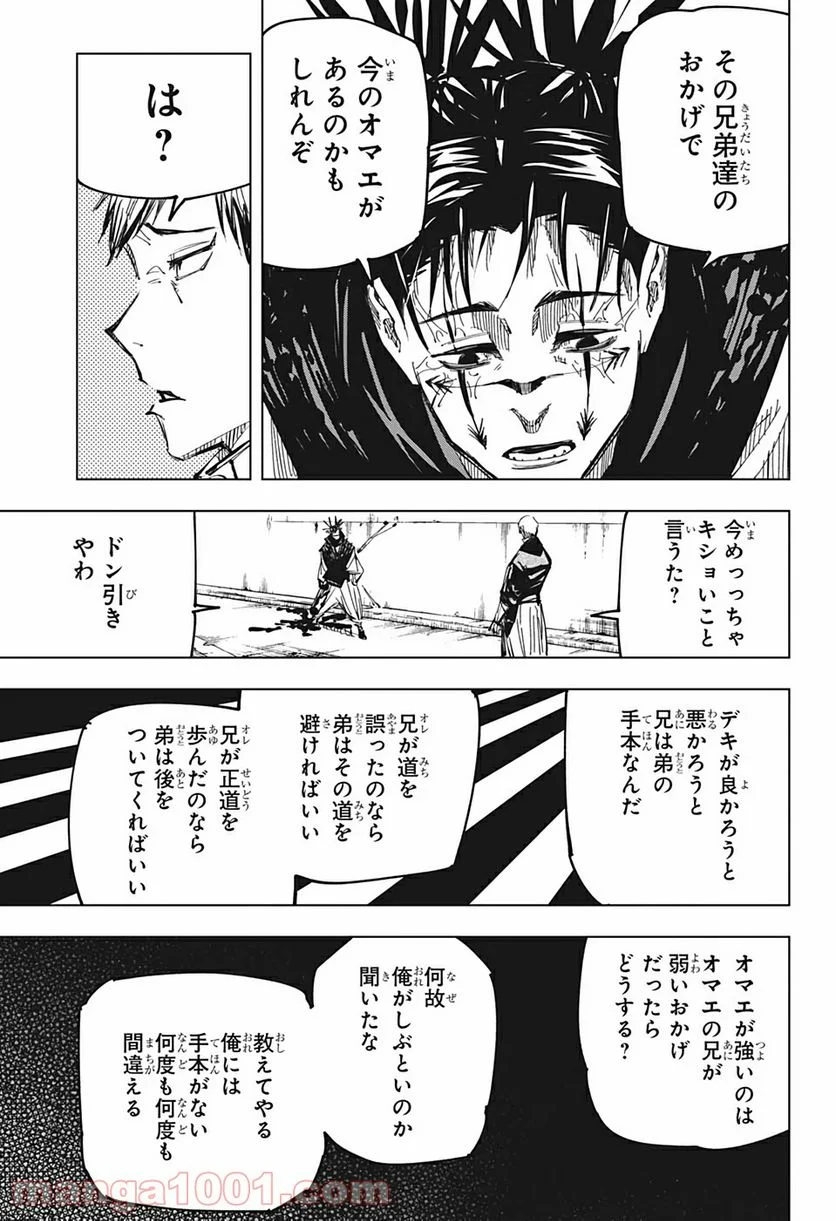 その兄弟達の
おかげで
今のオマエが
あるのかも
しれんぞ
は?
今めっっちゃ
キショいこと
言うた?
ドン引き
やわ
デキが良かろうと
悪かろうと
兄は弟の
手本なんだ
兄が道を
誤ったのなら
弟はその道を
避ければいい
兄が正道を
歩んだのなら
弟は後を
ついてくればいい
オマエが強いのは
オマエの兄が
弱いおかげ
だったら
どうする?
何故
俺がしぶといのか
聞いたな
教えてやる
俺には
手本がない
何度も何度も
間違える
manga1001.com